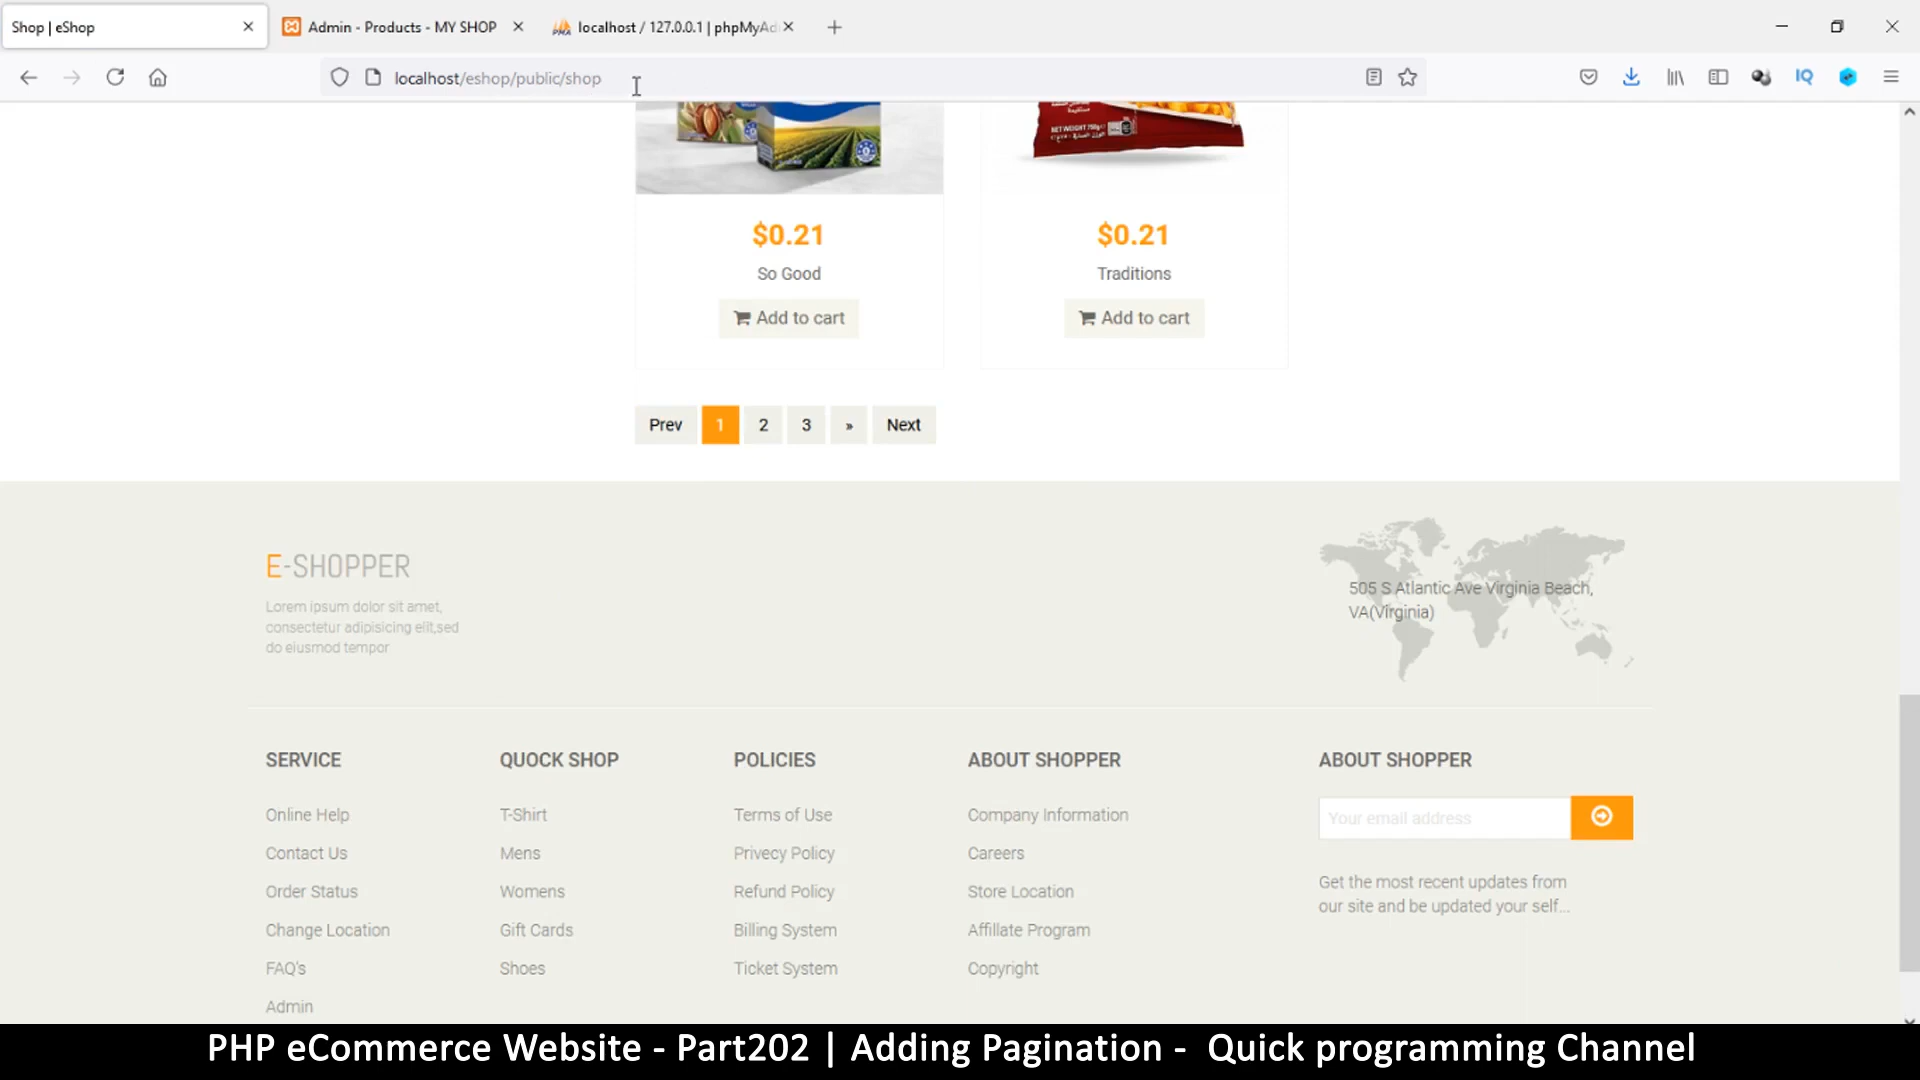 Shop | eShop
Admin - Products - MY SHOP
localhost / 127.0.0.1 | phpMyAd
localhost/eshop/public/shop
IQ
NET WEIGHT 750g
$0.21
$0.21
So Good
Traditions
Add to cart
Add to cart
Prev 1 2 3 » Next
E-SHOPPER
Lorem ipsum dolor sit amet,
consectetur adipisicing elit,sed
do eiusmod tempor
505 S Atlantic Ave Virginia Beach,
VA(Virginia)
SERVICE
Online Help
Contact Us
Order Status
Change Location
FAQ's
Admin
QUOCK SHOP
T-Shirt
Mens
Womens
Gift Cards
Shoes
POLICIES
Terms of Use
Privecy Policy
Refund Policy
Billing System
Ticket System
ABOUT SHOPPER
Company Information
Careers
Store Location
Affillate Program
Copyright
ABOUT SHOPPER
Your email address
Get the most recent updates from
our site and be updated your self...
PHP eCommerce Website - Part202 | Adding Pagination - Quick programming Channel